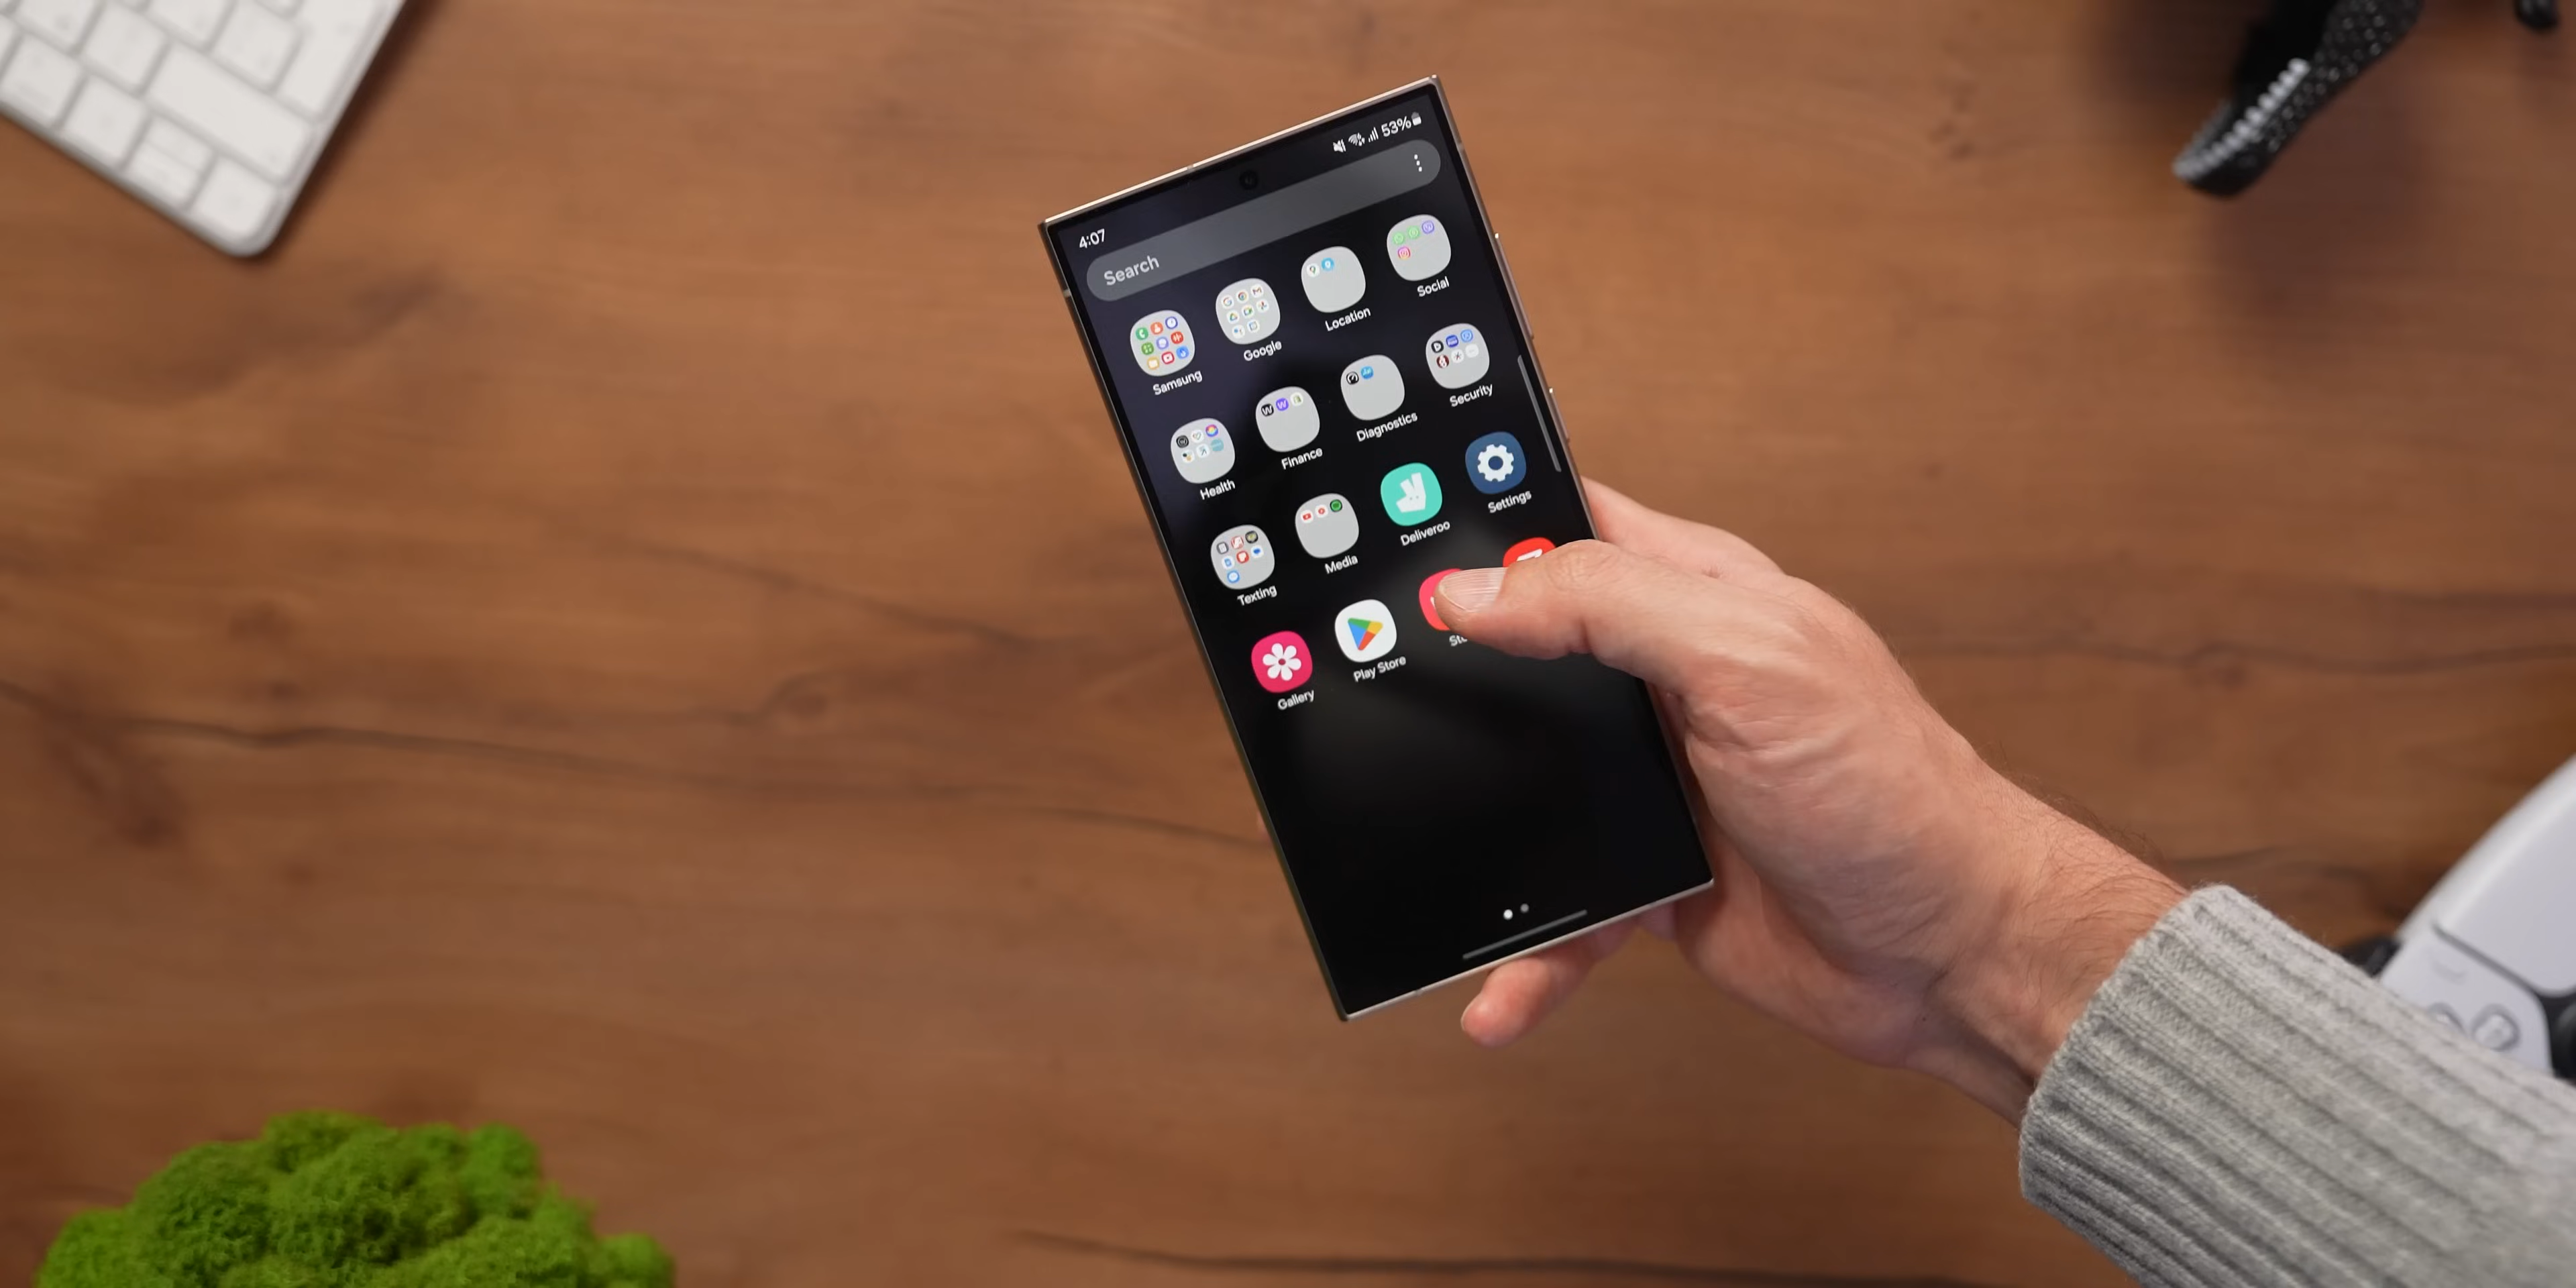 4:07
53%
Search
Samsung
Google
Location
Social
Health
Finance
Diagnostics
Security
Texting
Media
Deliveroo
Settings
Gallery
Play Store